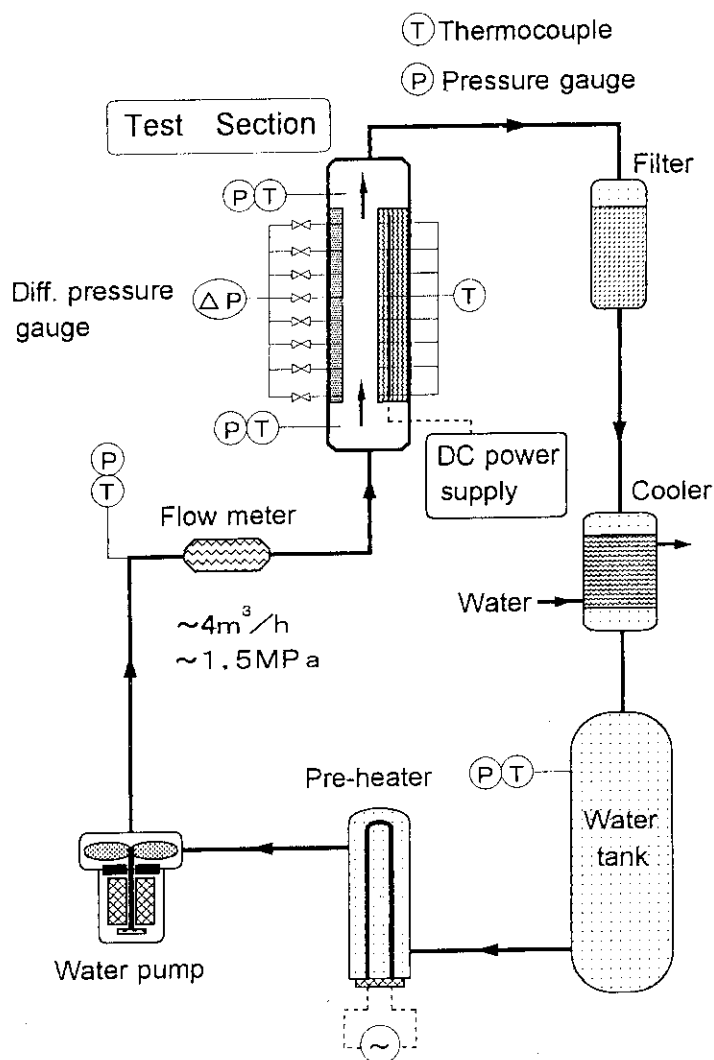 T Thermocouple
P Pressure gauge
Test Section
Filter
P T
Diff. pressure
gauge
ΔP
T
P T
DC power
supply
P
T
Flow meter
Cooler
Water
~4m³/h
~1.5MPa
Pre-heater
P T
Water
tank
Water pump
~